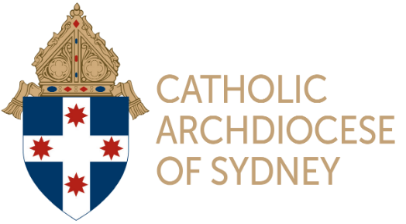 CATHOLIC
ARCHDIOCESE
OF SYDNEY